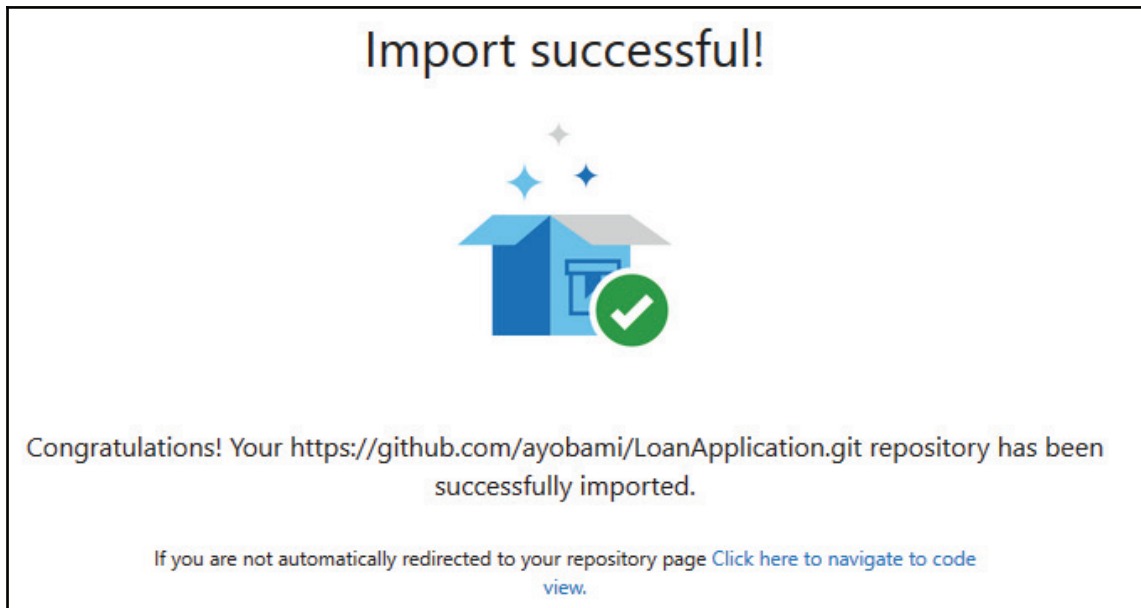 Import successful!
Congratulations! Your https://github.com/ayobami/LoanApplication.git repository has been
successfully imported.
If you are not automatically redirected to your repository page Click here to navigate to code
view.